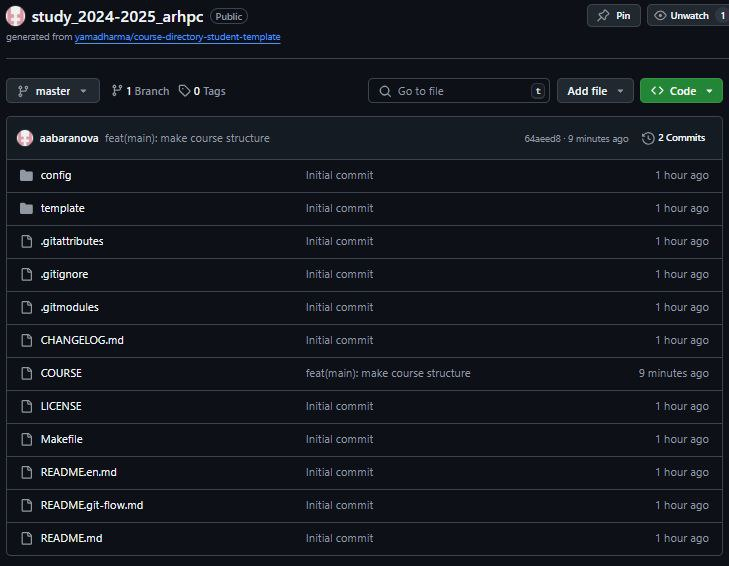 study_2024-2025_arhpc Public Pin Unwatch 1
generated from yamadharma/course-directory-student-template
master 1 Branch 0 Tags Go to file t Add file Code
aabaranova feat(main): make course structure 64aeed8 · 9 minutes ago 2 Commits
config Initial commit 1 hour ago
template Initial commit 1 hour ago
.gitattributes Initial commit 1 hour ago
.gitignore Initial commit 1 hour ago
.gitmodules Initial commit 1 hour ago
CHANGELOG.md Initial commit 1 hour ago
COURSE feat(main): make course structure 9 minutes ago
LICENSE Initial commit 1 hour ago
Makefile Initial commit 1 hour ago
README.en.md Initial commit 1 hour ago
README.git-flow.md Initial commit 1 hour ago
README.md Initial commit 1 hour ago